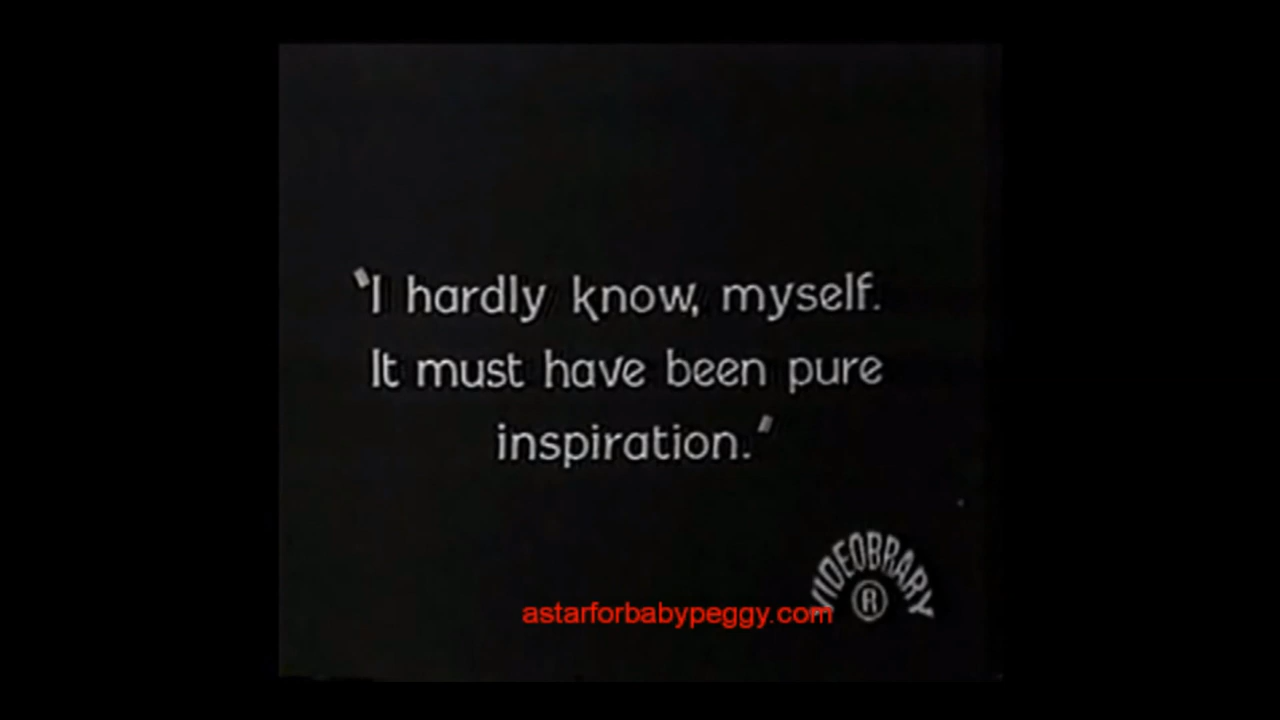 "I hardly know, myself.
It must have been pure
inspiration."
VIDEOBRARY
®
astarforbabypeggy.com